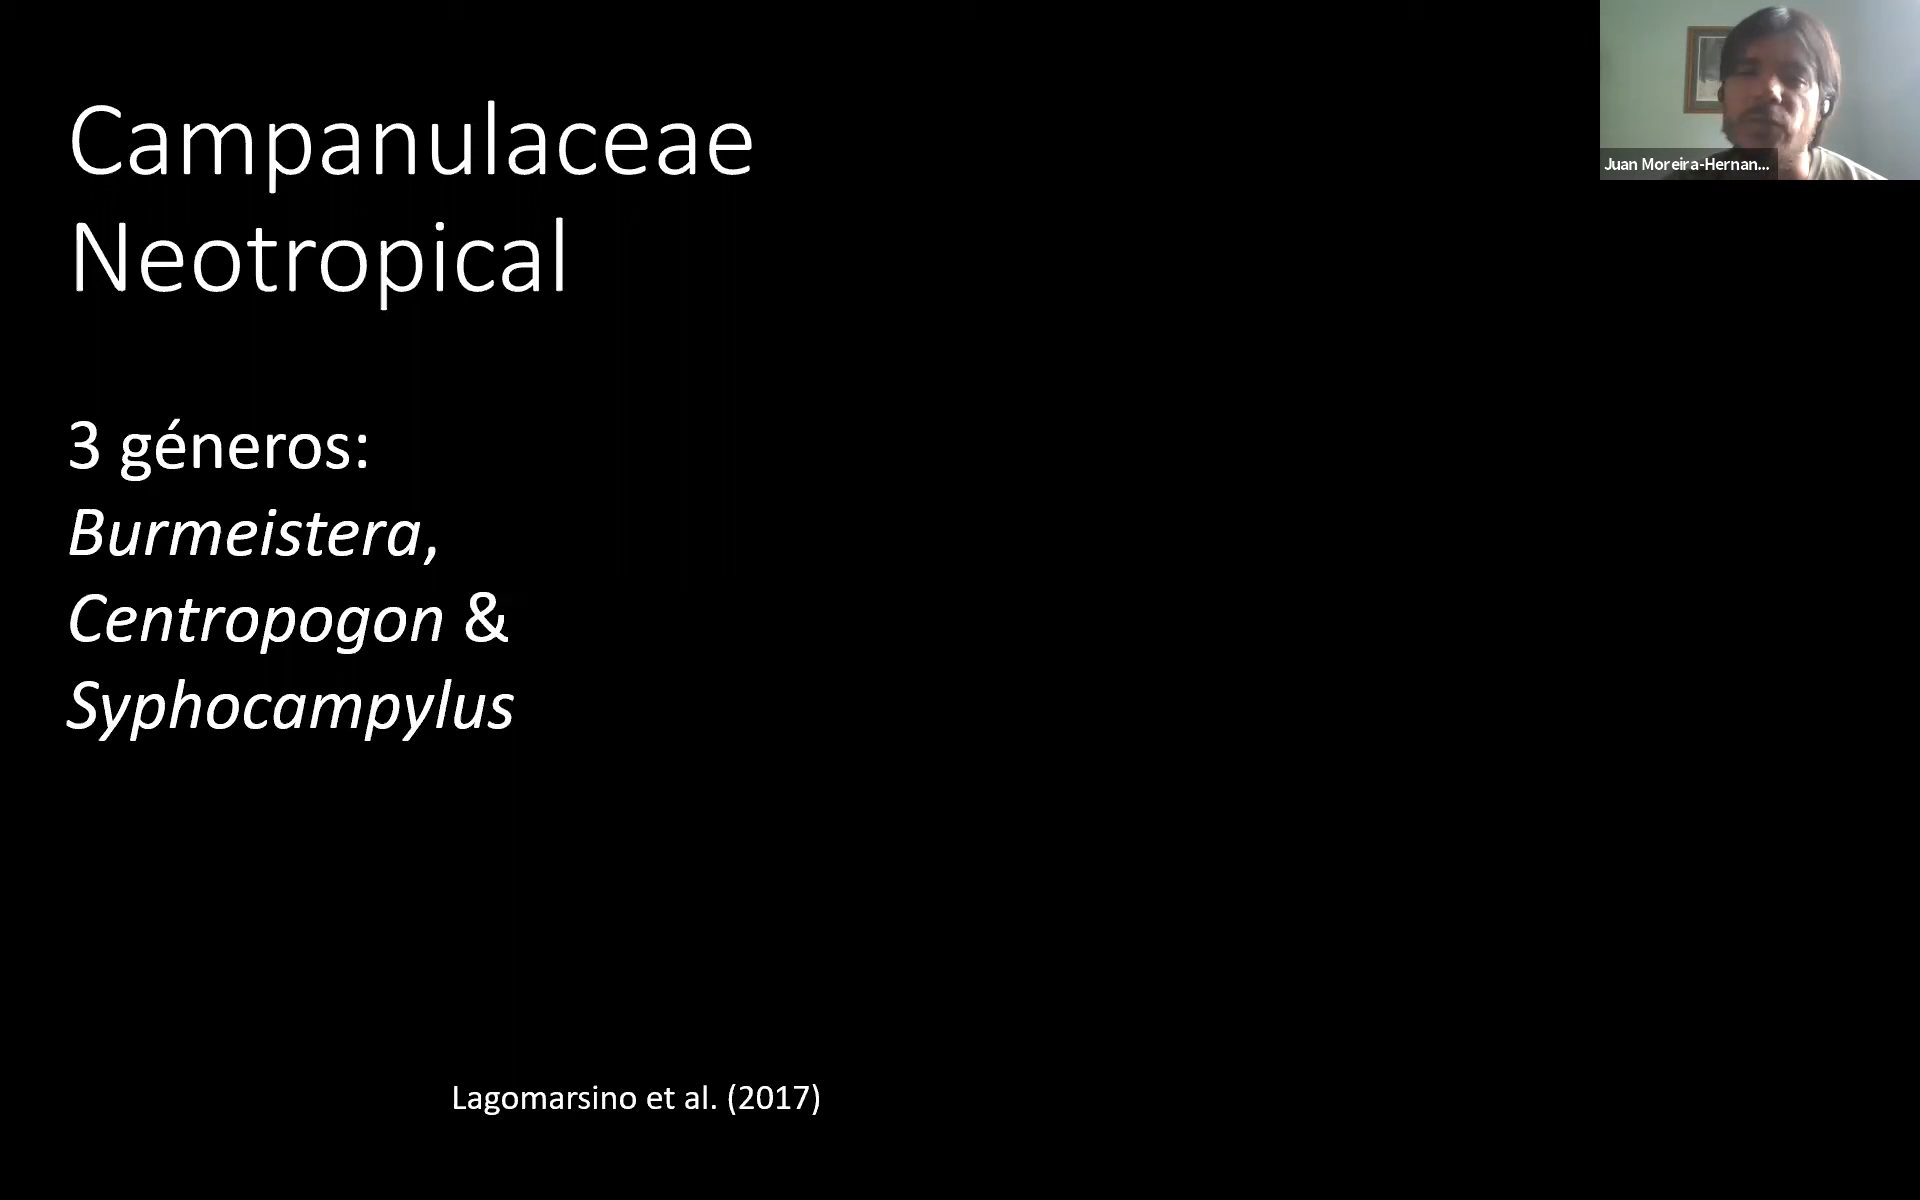 Campanulaceae
Neotropical
3 géneros:
Burmeistera,
Centropogon &
Syphocampylus
Lagomarsino et al. (2017)
Juan Moreira-Hernan...